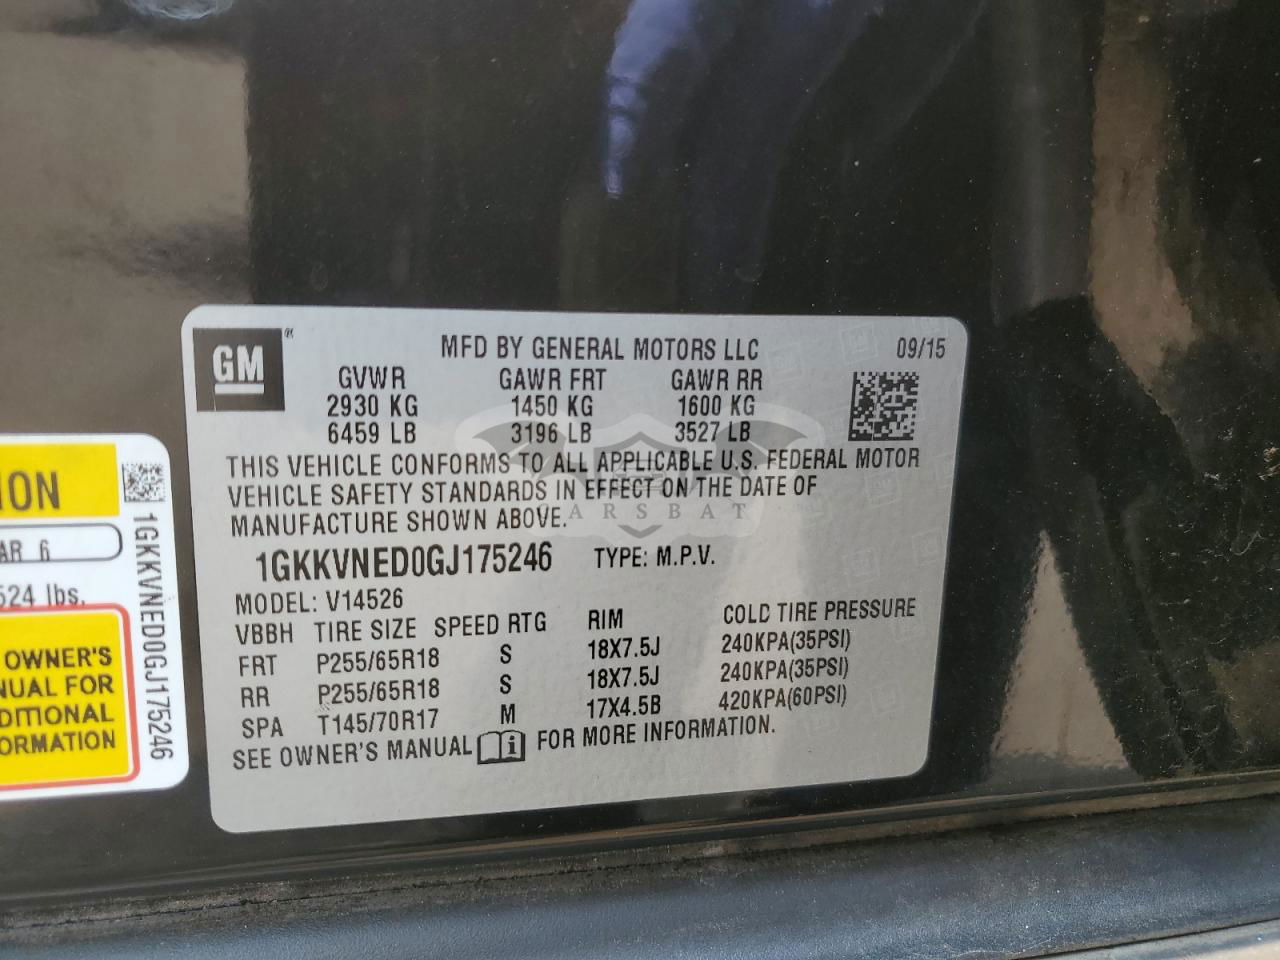 GM ®
MFD BY GENERAL MOTORS LLC 09/15
GVWR GAWR FRT GAWR RR
2930 KG 1450 KG 1600 KG
6459 LB 3196 LB 3527 LB
THIS VEHICLE CONFORMS TO ALL APPLICABLE U.S. FEDERAL MOTOR
VEHICLE SAFETY STANDARDS IN EFFECT ON THE DATE OF
MANUFACTURE SHOWN ABOVE.
1GKKVNED0GJ175246 TYPE: M.P.V.
MODEL: V14526
VBBH TIRE SIZE SPEED RTG RIM COLD TIRE PRESSURE
FRT P255/65R18 S 18X7.5J 240KPA(35PSI)
RR P255/65R18 S 18X7.5J 240KPA(35PSI)
SPA T145/70R17 M 17X4.5B 420KPA(60PSI)
SEE OWNER'S MANUAL FOR MORE INFORMATION.
ION
AR 6
524 lbs.
OWNER'S
NUAL FOR
DITIONAL
ORMATION
1GKKVNED0GJ175246
ARSBAT